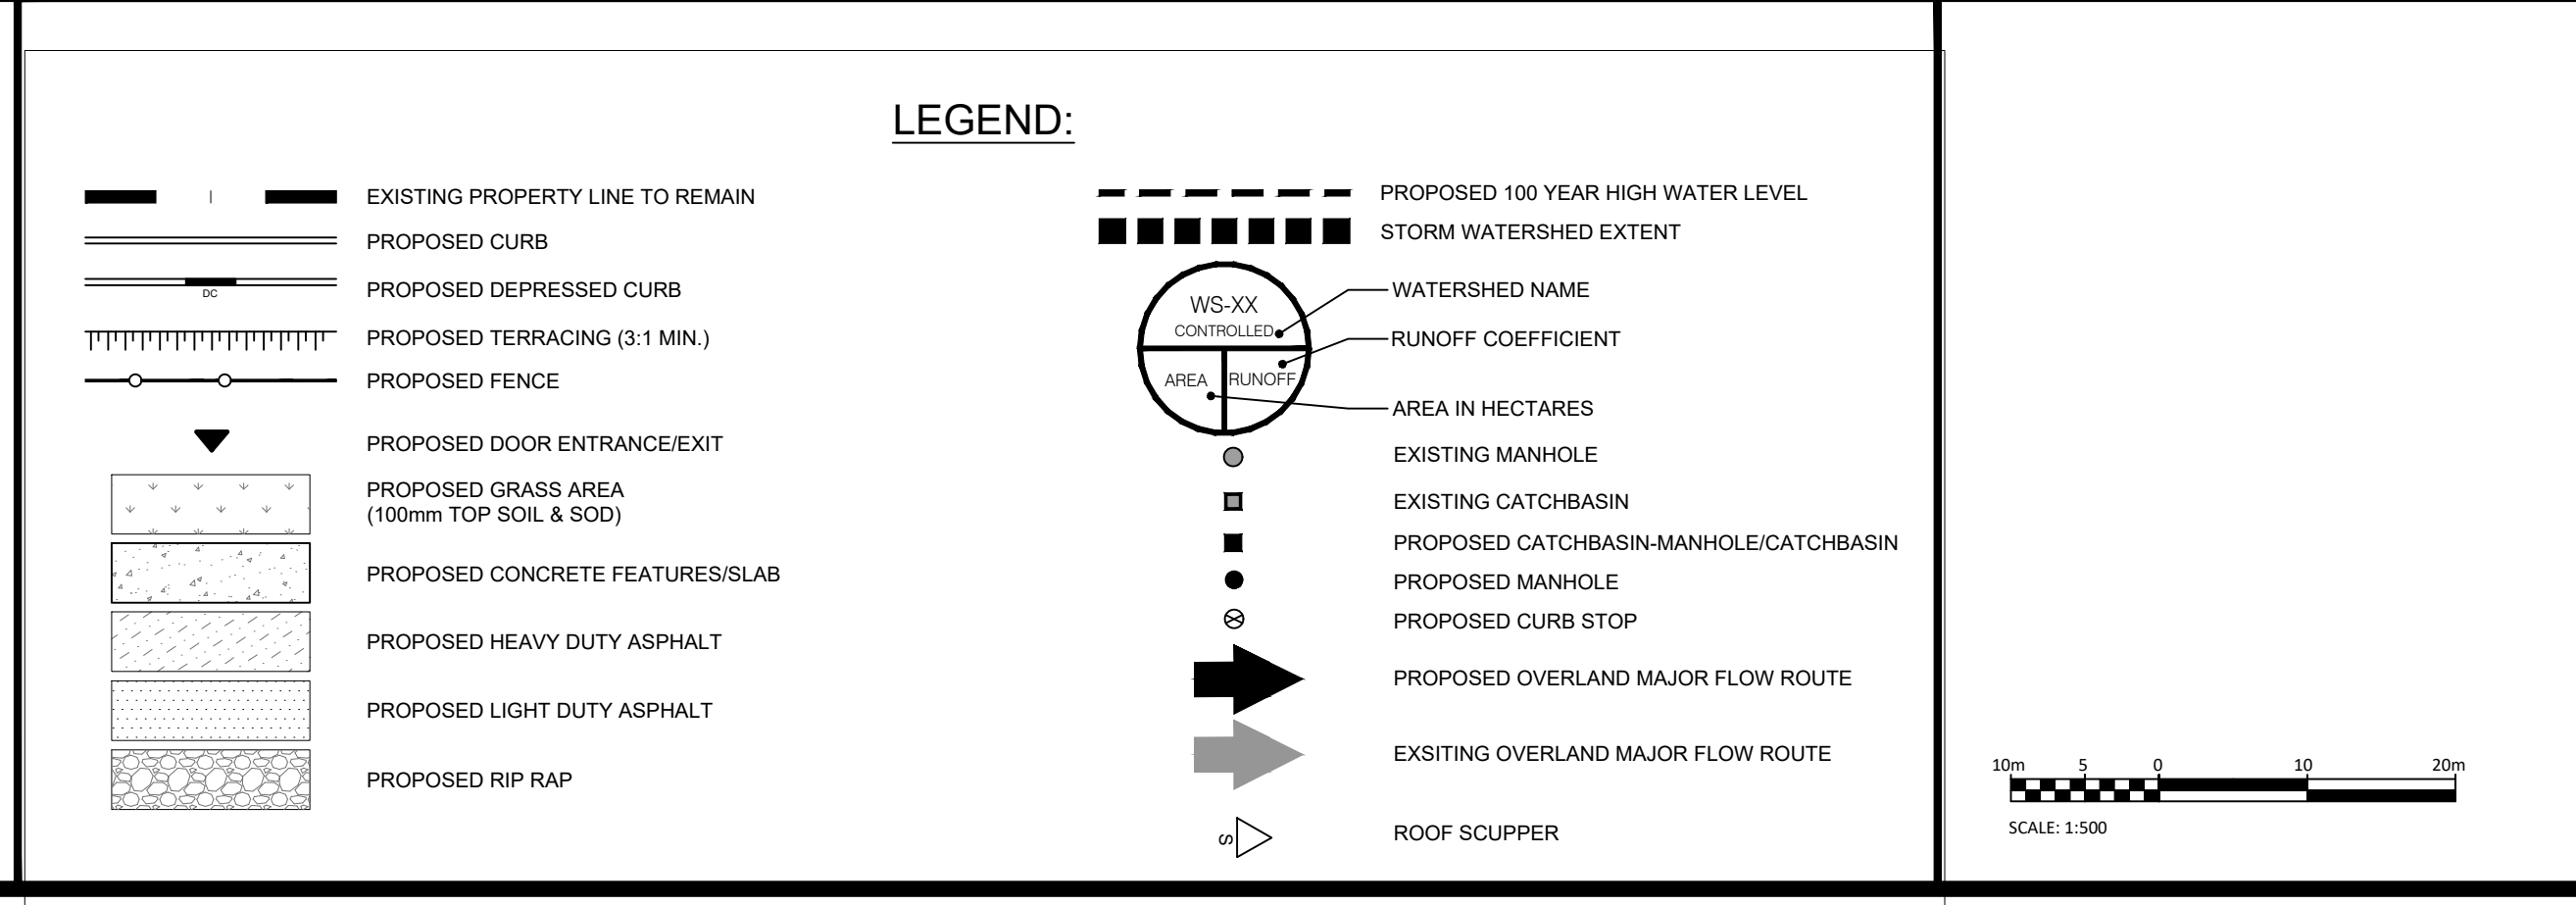 LEGEND:
EXISTING PROPERTY LINE TO REMAIN
PROPOSED CURB
DC
PROPOSED DEPRESSED CURB
PROPOSED TERRACING (3:1 MIN.)
PROPOSED FENCE
PROPOSED DOOR ENTRANCE/EXIT
PROPOSED GRASS AREA
(100mm TOP SOIL & SOD)
PROPOSED CONCRETE FEATURES/SLAB
PROPOSED HEAVY DUTY ASPHALT
PROPOSED LIGHT DUTY ASPHALT
PROPOSED RIP RAP
PROPOSED 100 YEAR HIGH WATER LEVEL
STORM WATERSHED EXTENT
WS-XX
CONTROLLED
AREA
RUNOFF
WATERSHED NAME
RUNOFF COEFFICIENT
AREA IN HECTARES
EXISTING MANHOLE
EXISTING CATCHBASIN
PROPOSED CATCHBASIN-MANHOLE/CATCHBASIN
PROPOSED MANHOLE
PROPOSED CURB STOP
PROPOSED OVERLAND MAJOR FLOW ROUTE
EXSITING OVERLAND MAJOR FLOW ROUTE
S
ROOF SCUPPER
10m 5 0 10 20m
SCALE: 1:500